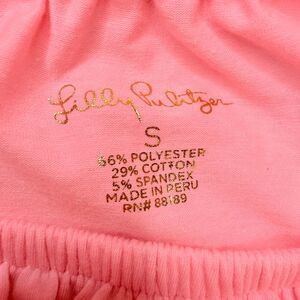 Lilly Pulitzer
S
66% POLYESTER
29% COTTON
5% SPANDEX
MADE IN PERU
RN# 88189